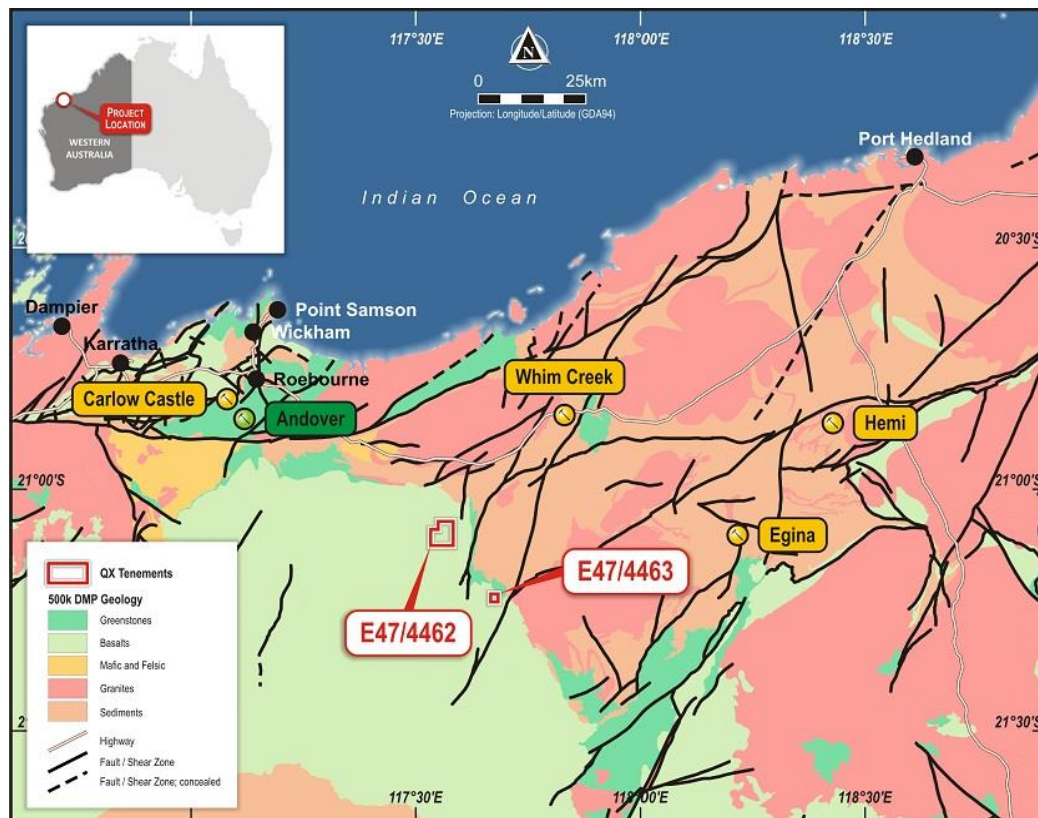 117°30'E
118°00'E
118°30'E
N
0 25km
Projection: Longitude/Latitude (GDA94)
PROJECT
LOCATION
WESTERN
AUSTRALIA
Port Hedland
Indian Ocean
20°30'S
Dampier
Point Samson
Wickham
Karratha
Roebourne
Whim Creek
Carlow Castle
Andover
Hemi
21°00'S
21°00'S
Egina
E47/4463
E47/4462
QX Tenements
500k DMP Geology
Greenstones
Basalts
Mafic and Felsic
Granites
Sediments
Highway
Fault / Shear Zone
Fault / Shear Zone; concealed
21°30'S
117°30'E
118°00'E
118°30'E